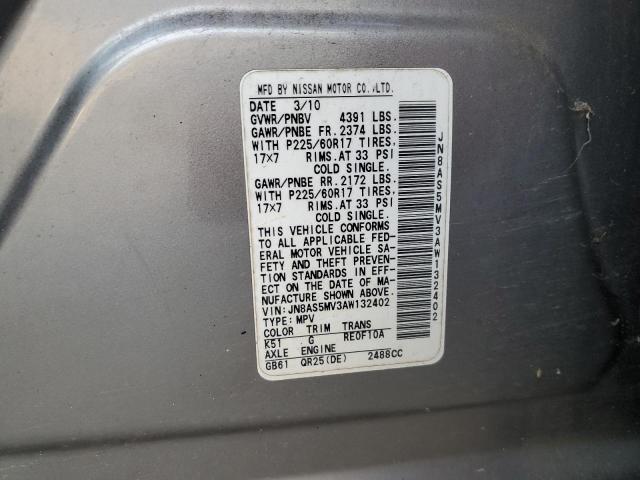 MFD BY NISSAN MOTOR CO.,LTD.
DATE 3/10
GVWR/PNBV 4391 LBS.
GAWR/PNBE FR. 2374 LBS.
WITH P225/60R17 TIRES.
17×7 RIMS.AT 33 PSI
COLD SINGLE.
GAWR/PNBE RR. 2172 LBS.
WITH P225/60R17 TIRES.
17×7 RIMS.AT 33 PSI
COLD SINGLE.
THIS VEHICLE CONFORMS
TO ALL APPLICABLE FED-
ERAL MOTOR VEHICLE SA-
FETY AND THEFT PREVEN-
TION STANDARDS IN EFF-
ECT ON THE DATE OF MA-
NUFACTURE SHOWN ABOVE.
VIN: JN8AS5MV3AW132402
TYPE: MPV
COLOR TRIM TRANS
K51 G RE0F10A
AXLE ENGINE
GB61 QR25(DE) 2488CC
JN8AS5MV3AW132402